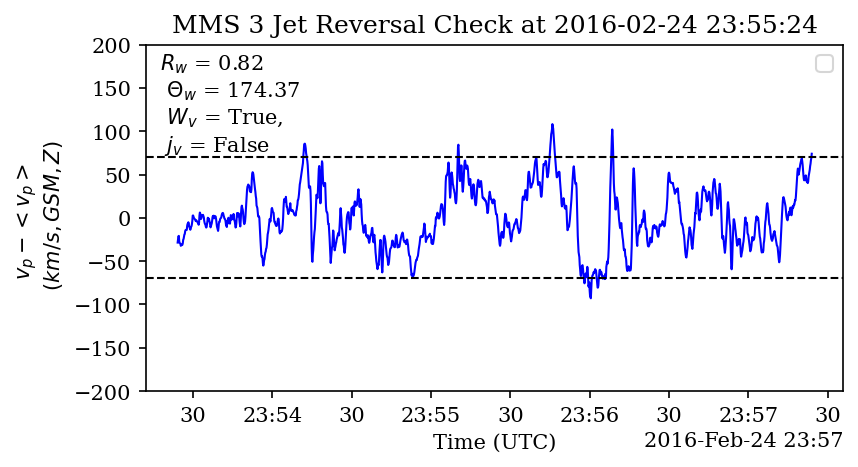 MMS 3 Jet Reversal Check at 2016-02-24 23:55:24
R_w = 0.82
Θ_w = 174.37
W_v = True,
j_v = False
v_p − < v_p >
(km/s, GSM, Z)
200
150
100
50
0
−50
−100
−150
−200
30 23:54 30 23:55 30 23:56 30 23:57 30
Time (UTC)
2016-Feb-24 23:57